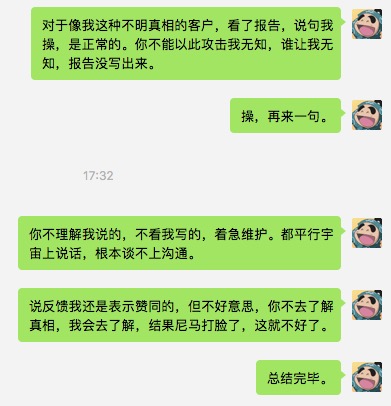 对于像我这种不明真相的客户，看了报告，说句我
操，是正常的。你不能以此攻击我无知，谁让我无
知，报告没写出来。
操，再来一句。
17:32
你不理解我说的，不看我写的，着急维护。都平行宇
宙上说话，根本谈不上沟通。
说反馈我还是表示赞同的，但不好意思，你不去了解
真相，我会去了解，结果尼马打脸了，这就不好了。
总结完毕。